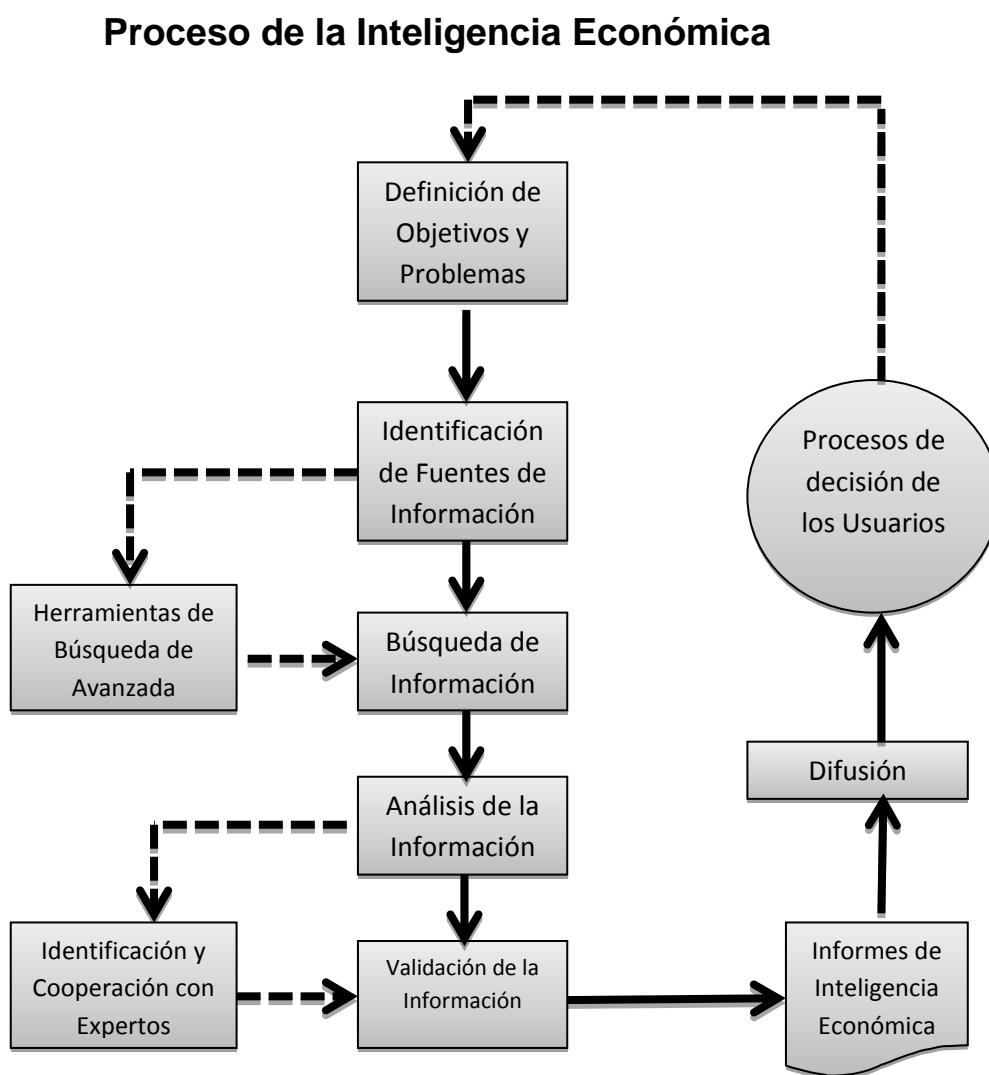 Proceso de la Inteligencia Económica
Definición de
Objetivos y
Problemas
Identificación
de Fuentes de
Información
Procesos de
decisión de
los Usuarios
Herramientas de
Búsqueda de
Avanzada
Búsqueda de
Información
Difusión
Análisis de la
Información
Identificación y
Cooperación con
Expertos
Validación de la
Información
Informes de
Inteligencia
Económica